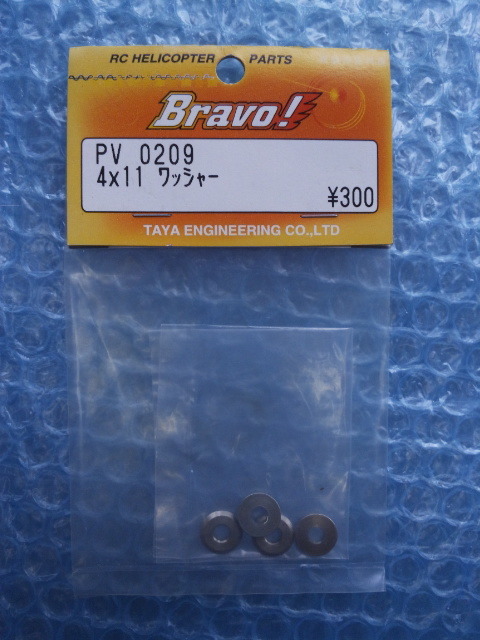 RC HELICOPTER PARTS
Bravo!
PV 0209
4x11 ワッシャー
¥300
TAYA ENGINEERING CO.,LTD